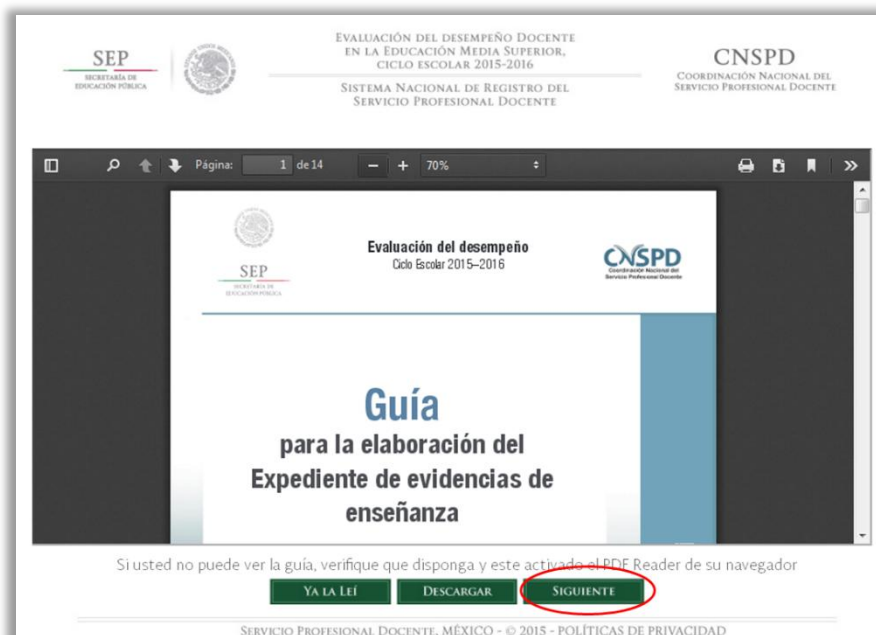 SEP
SECRETARÍA DE
EDUCACIÓN PÚBLICA
EVALUACIÓN DEL DESEMPEÑO DOCENTE
EN LA EDUCACIÓN MEDIA SUPERIOR,
CICLO ESCOLAR 2015-2016
SISTEMA NACIONAL DE REGISTRO DEL
SERVICIO PROFESIONAL DOCENTE
CNSPD
COORDINACIÓN NACIONAL DEL
SERVICIO PROFESIONAL DOCENTE
Página: 1 de 14 70%
SEP
SECRETARÍA DE
EDUCACIÓN PÚBLICA
Evaluación del desempeño
Ciclo Escolar 2015–2016
CNSPD
Coordinación Nacional del
Servicio Profesional Docente
Guía
para la elaboración del
Expediente de evidencias de
enseñanza
Si usted no puede ver la guía, verifique que disponga y este activado el PDF Reader de su navegador
YA LA LEÍ DESCARGAR SIGUIENTE
SERVICIO PROFESIONAL DOCENTE, MÉXICO - © 2015 - POLÍTICAS DE PRIVACIDAD